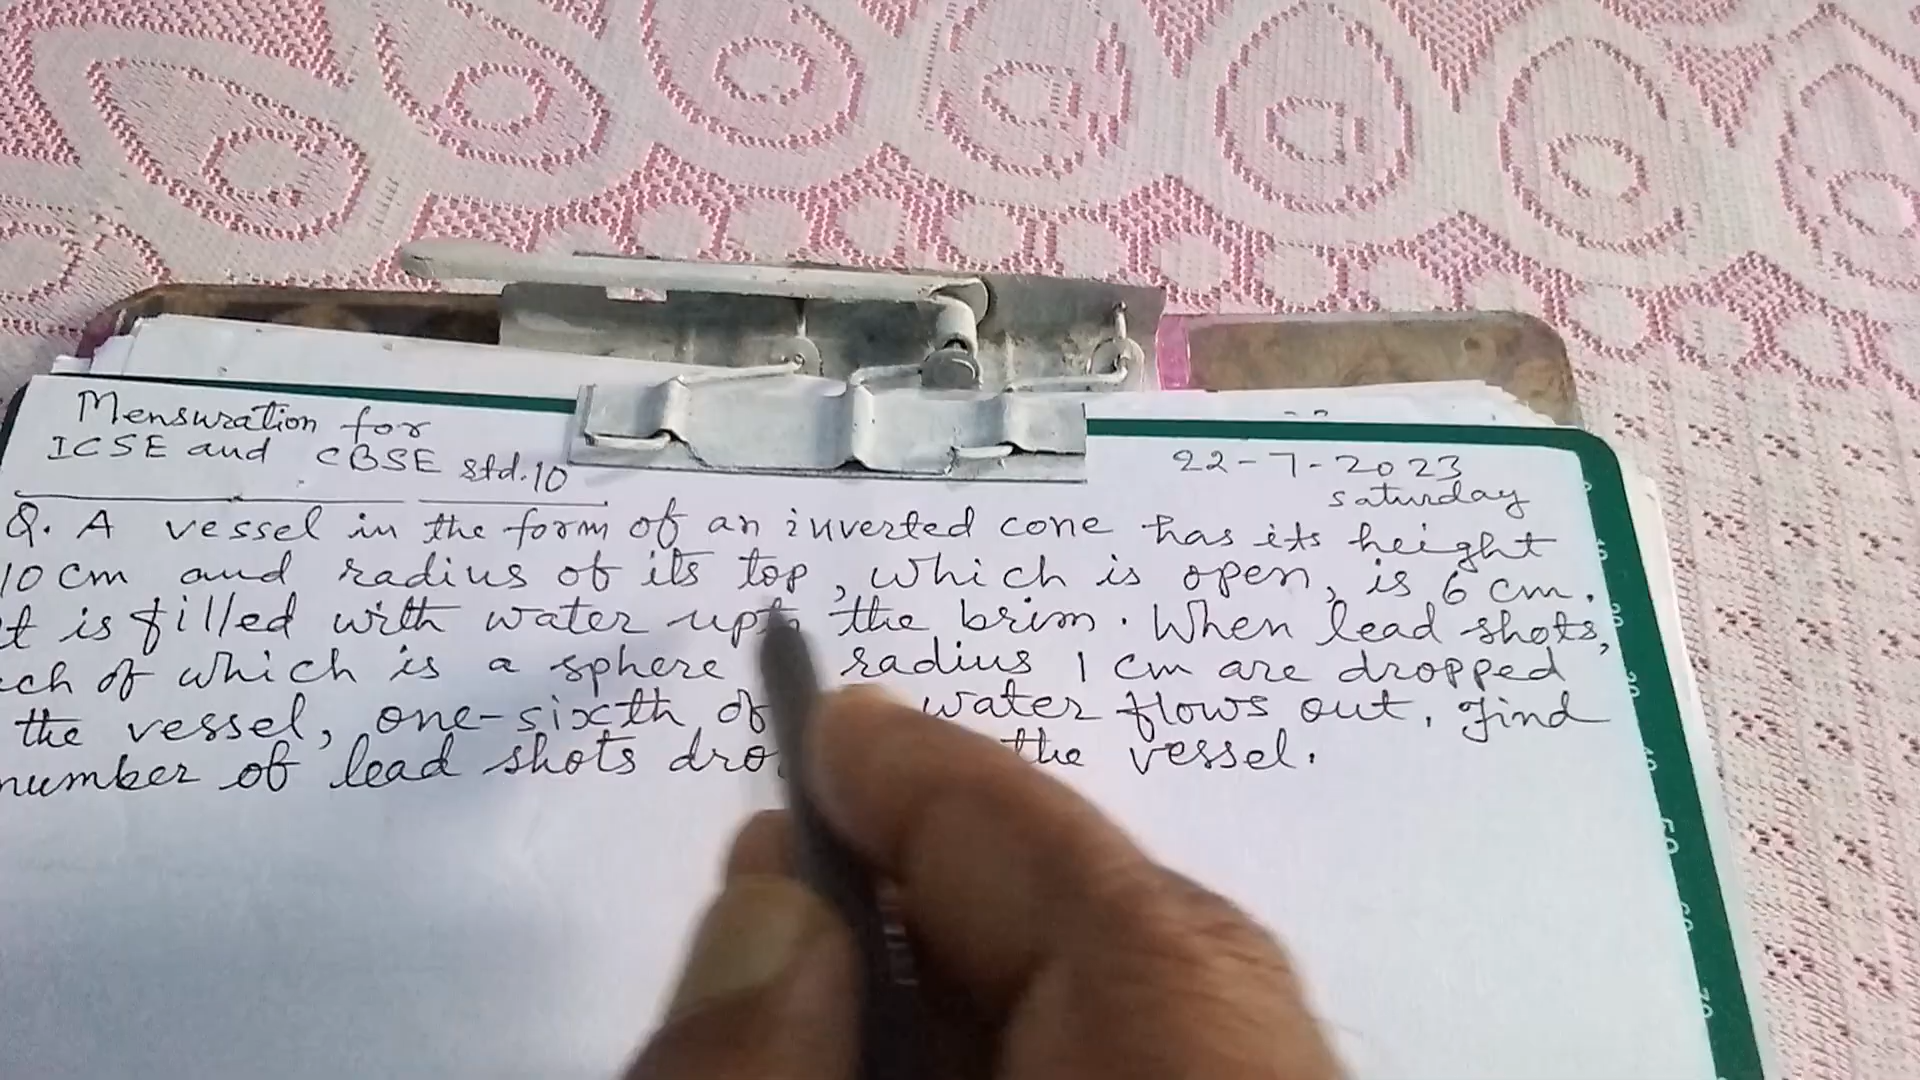 Mensuration for
ICSE and CBSE std.10
22-7-2023
saturday
Q. A vessel in the form of an inverted cone has its height
10 cm and radius of its top, which is open, is 6 cm.
t is filled with water upto the brim. When lead shots,
ch of which is a sphere radius 1 cm are dropped
the vessel, one-sixth of water flows out. Find
number of lead shots dro the vessel.